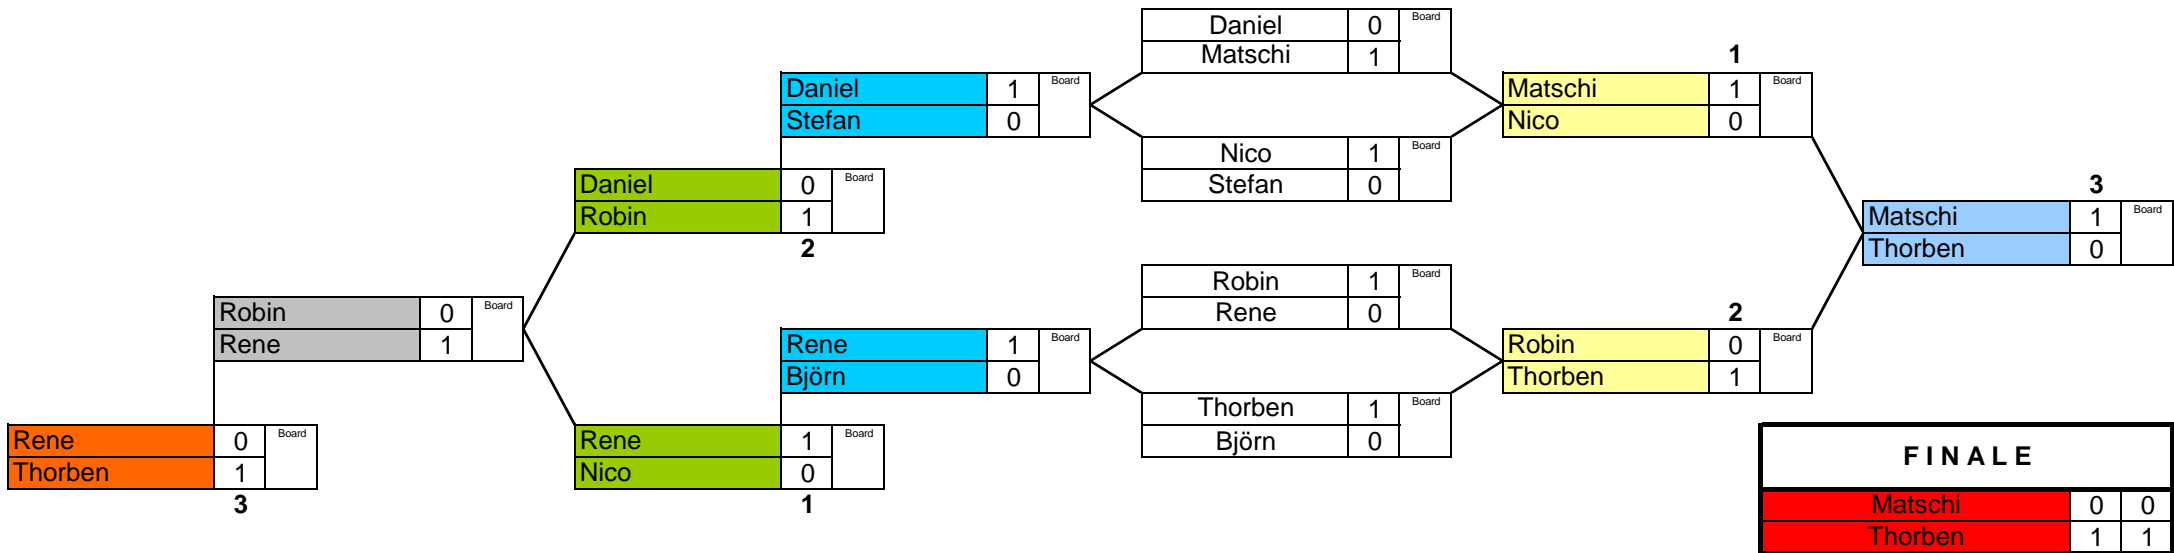 Daniel 0 Board
Matschi 1
1
Daniel 1 Board
Stefan 0
Matschi 1 Board
Nico 0
Nico 1 Board
Stefan 0
Daniel 0 Board
Robin 1
2
3
Matschi 1 Board
Thorben 0
Robin 1 Board
Rene 0
Robin 0 Board
Rene 1
2
Rene 1 Board
Björn 0
Robin 0 Board
Thorben 1
Thorben 1 Board
Björn 0
Rene 0 Board
Thorben 1
3
Rene 1 Board
Nico 0
1
FINALE
Matschi 0 0
Thorben 1 1